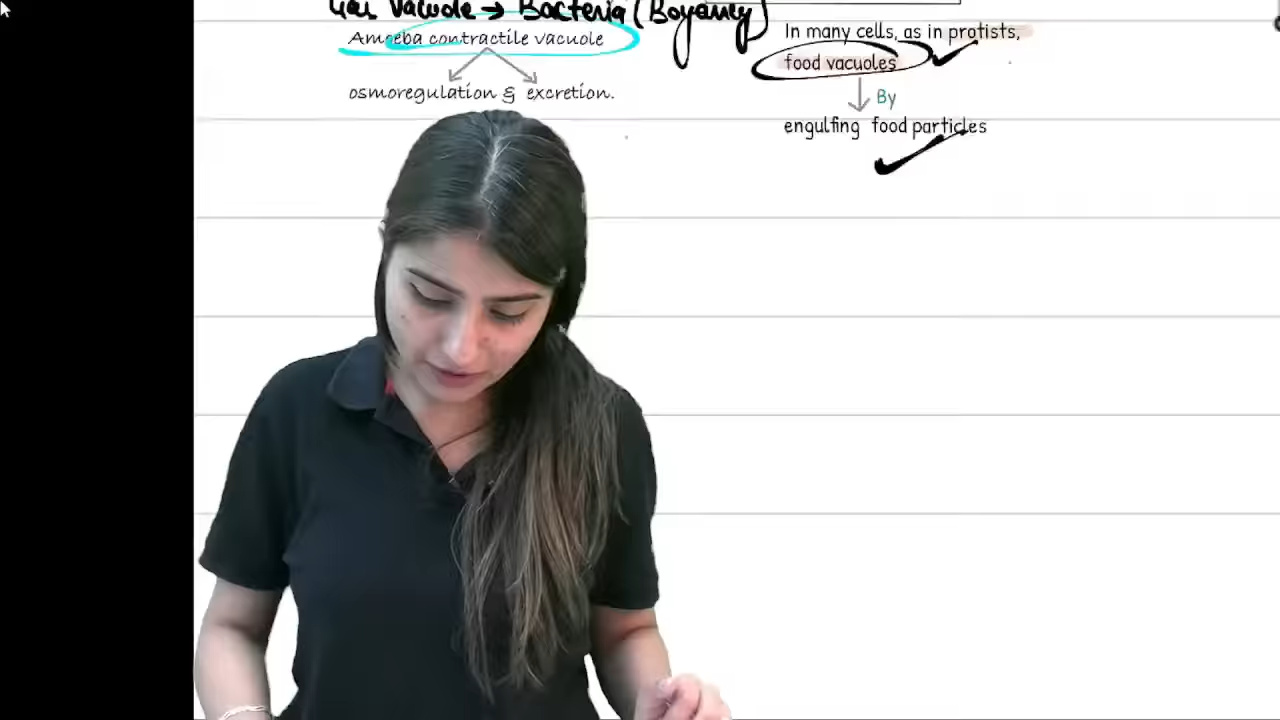 Gas Vacuole → Bacteria (Boyancy)
Amoeba contractile vacuole
osmoregulation & excretion.
In many cells, as in protists,
food vacuoles
By
engulfing food particles